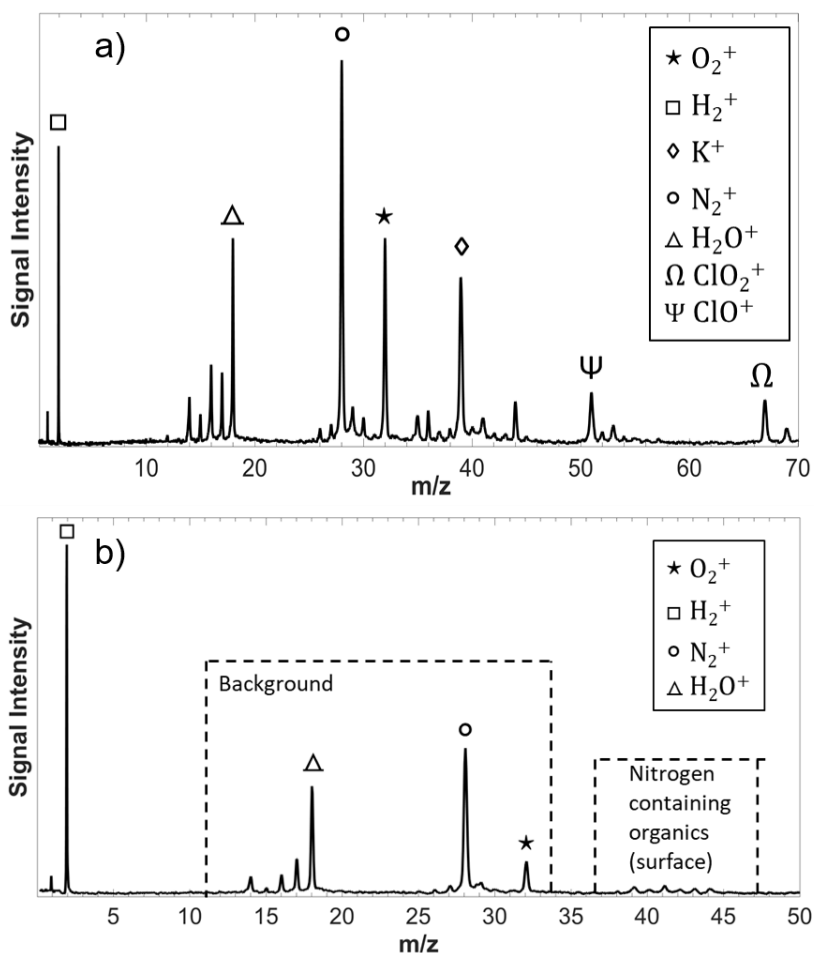 a)
★ O₂⁺
□ H₂⁺
◇ K⁺
○ N₂⁺
△ H₂O⁺
Ω ClO₂⁺
Ψ ClO⁺
Ψ
Ω
Signal Intensity
10 20 30 40 50 60 70
m/z
b)
★ O₂⁺
□ H₂⁺
○ N₂⁺
△ H₂O⁺
Background
Nitrogen
containing
organics
(surface)
Signal Intensity
5 10 15 20 25 30 35 40 45 50
m/z